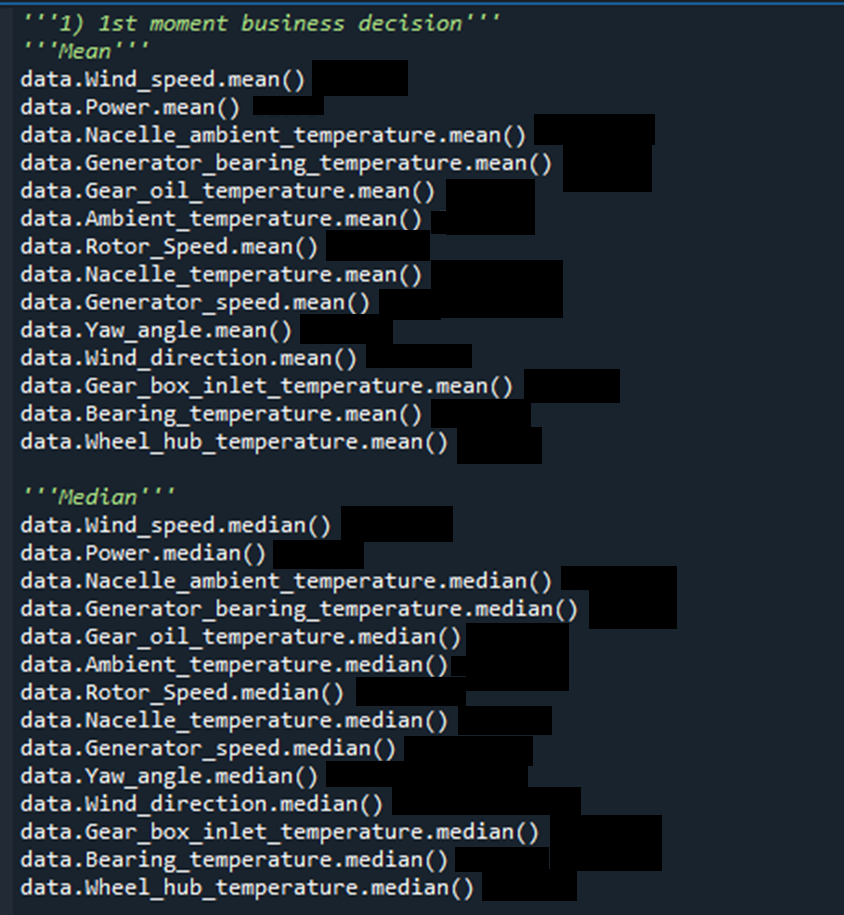 '''1) 1st moment business decision'''
'''Mean'''
data.Wind_speed.mean()
data.Power.mean()
data.Nacelle_ambient_temperature.mean()
data.Generator_bearing_temperature.mean()
data.Gear_oil_temperature.mean()
data.Ambient_temperature.mean()
data.Rotor_Speed.mean()
data.Nacelle_temperature.mean()
data.Generator_speed.mean()
data.Yaw_angle.mean()
data.Wind_direction.mean()
data.Gear_box_inlet_temperature.mean()
data.Bearing_temperature.mean()
data.Wheel_hub_temperature.mean()
'''Median'''
data.Wind_speed.median()
data.Power.median()
data.Nacelle_ambient_temperature.median()
data.Generator_bearing_temperature.median()
data.Gear_oil_temperature.median()
data.Ambient_temperature.median()
data.Rotor_Speed.median()
data.Nacelle_temperature.median()
data.Generator_speed.median()
data.Yaw_angle.median()
data.Wind_direction.median()
data.Gear_box_inlet_temperature.median()
data.Bearing_temperature.median()
data.Wheel_hub_temperature.median()